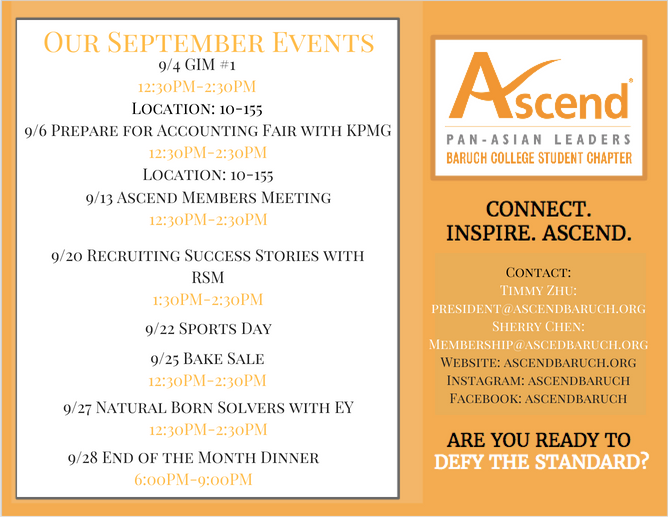 Our September Events
9/4 GIM #1
12:30PM-2:30PM
Location: 10-155
9/6 Prepare for Accounting Fair with KPMG
12:30PM-2:30PM
Location: 10-155
9/13 Ascend Members Meeting
12:30PM-2:30PM
9/20 Recruiting Success Stories with
RSM
1:30PM-2:30PM
9/22 Sports Day
9/25 Bake Sale
12:30PM-2:30PM
9/27 Natural Born Solvers with EY
12:30PM-2:30PM
9/28 End of the Month Dinner
6:00PM-9:00PM
Ascend®
PAN-ASIAN LEADERS
BARUCH COLLEGE STUDENT CHAPTER
CONNECT.
INSPIRE. ASCEND.
Contact:
Timmy Zhu:
president@ascendbaruch.org
Sherry Chen:
Membership@ascedbaruch.org
Website: ascendbaruch.org
Instagram: ascendbaruch
Facebook: ascendbaruch
ARE YOU READY TO
DEFY THE STANDARD?